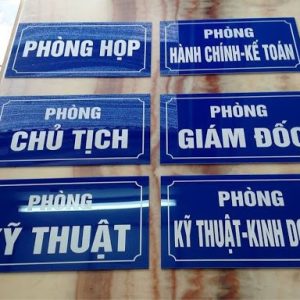 PHÒNG HỌP
PHÒNG
HÀNH CHÍNH-KẾ TOÁN
PHÒNG
CHỦ TỊCH
PHÒNG
GIÁM ĐỐC
PHÒNG
KỸ THUẬT
PHÒNG
KỸ THUẬT-KINH